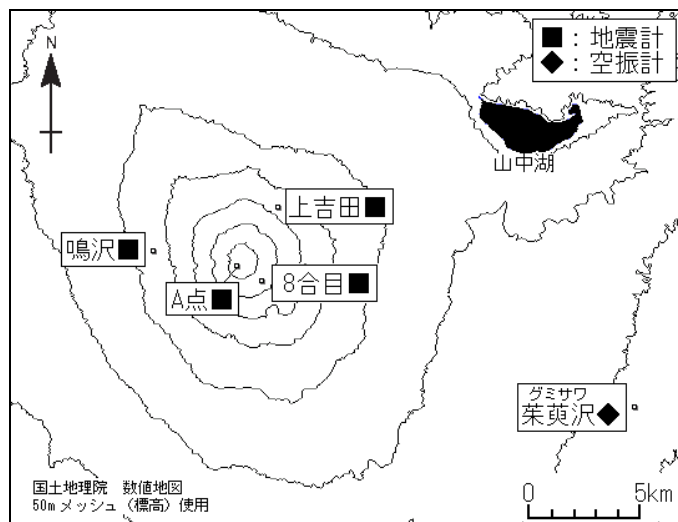 ■：地震計
◆：空振計
N
山中湖
上吉田■
鳴沢■
8合目■
A点■
グミサワ
茱萸沢◆
国土地理院 数値地図
50mメッシュ（標高）使用
0 5km